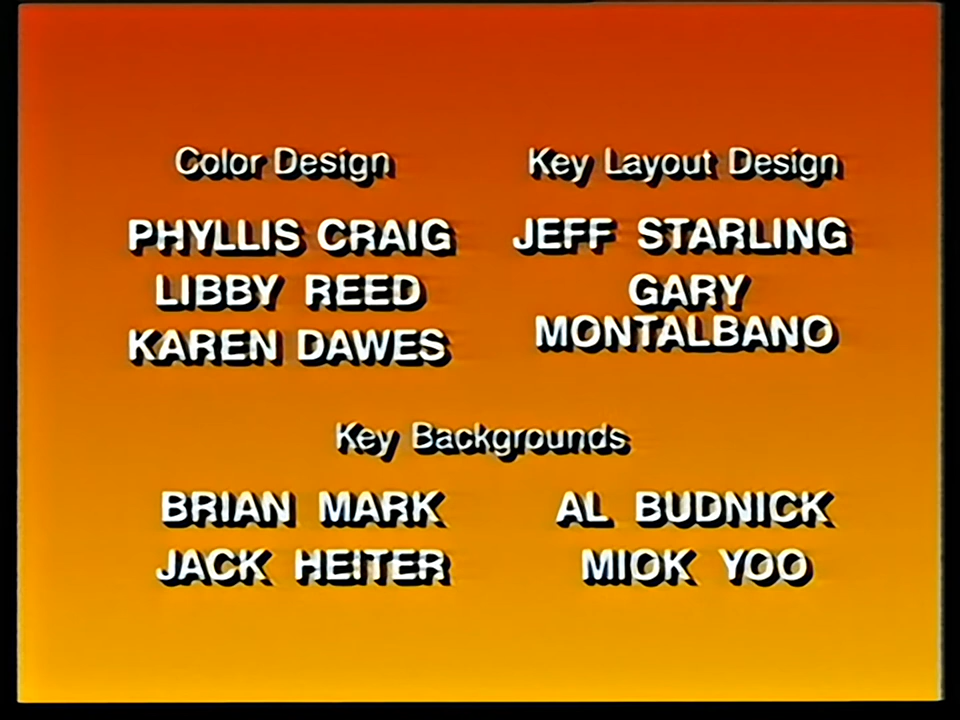 Color Design
PHYLLIS CRAIG
LIBBY REED
KAREN DAWES
Key Layout Design
JEFF STARLING
GARY
MONTALBANO
Key Backgrounds
BRIAN MARK
JACK HEITER
AL BUDNICK
MIOK YOO